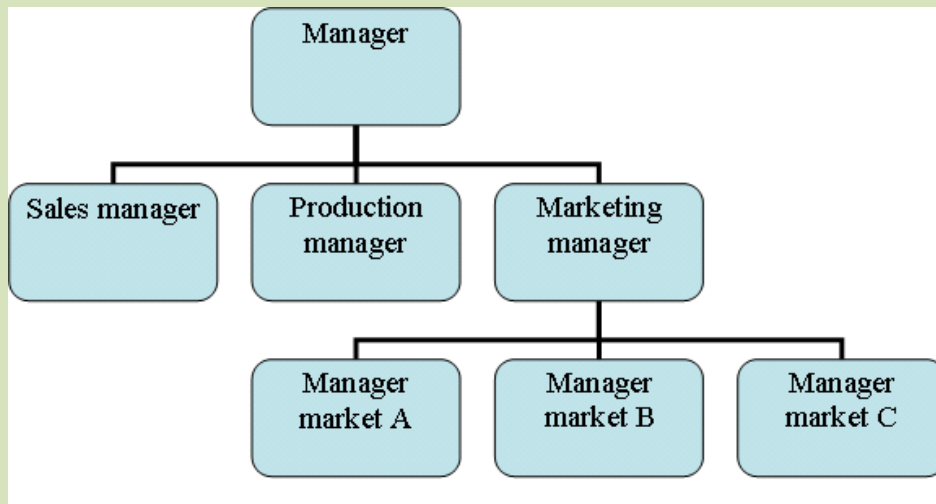 Manager
Sales manager
Production
manager
Marketing
manager
Manager
market A
Manager
market B
Manager
market C